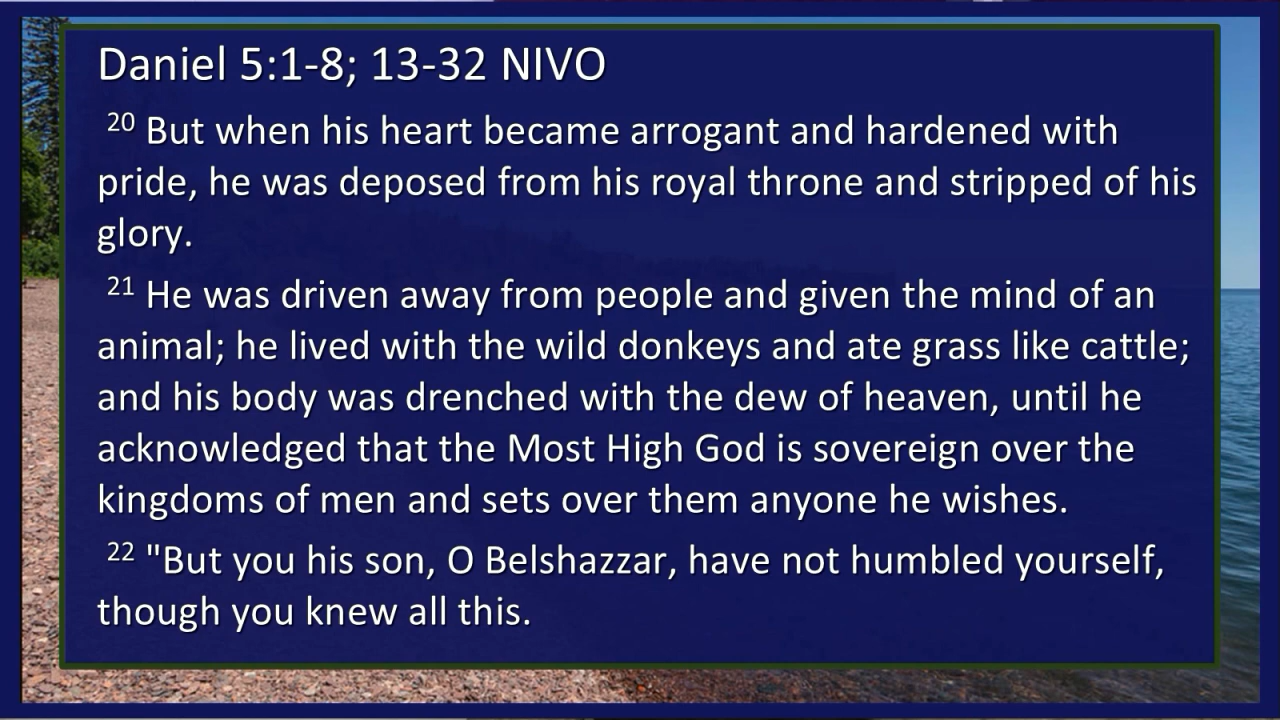 Daniel 5:1-8; 13-32 NIVO
20 But when his heart became arrogant and hardened with
pride, he was deposed from his royal throne and stripped of his
glory.
21 He was driven away from people and given the mind of an
animal; he lived with the wild donkeys and ate grass like cattle;
and his body was drenched with the dew of heaven, until he
acknowledged that the Most High God is sovereign over the
kingdoms of men and sets over them anyone he wishes.
22 "But you his son, O Belshazzar, have not humbled yourself,
though you knew all this.